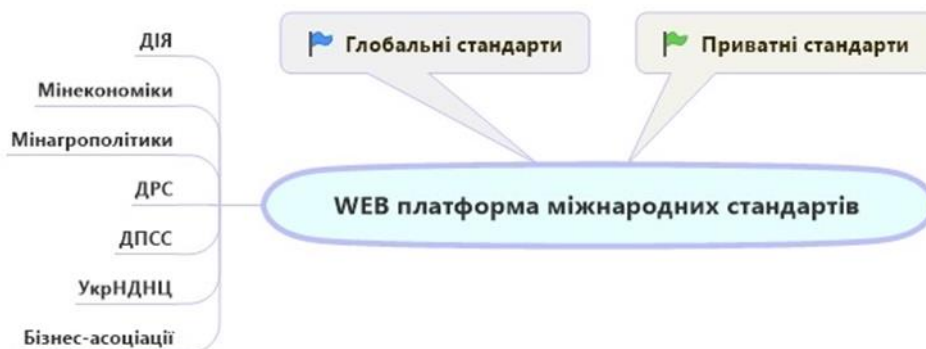 Глобальні стандарти
Приватні стандарти
ДІЯ
Мінекономіки
Мінагрополітики
ДРС
ДПСС
УкрНДНЦ
Бізнес-асоціації
WEB платформа міжнародних стандартів